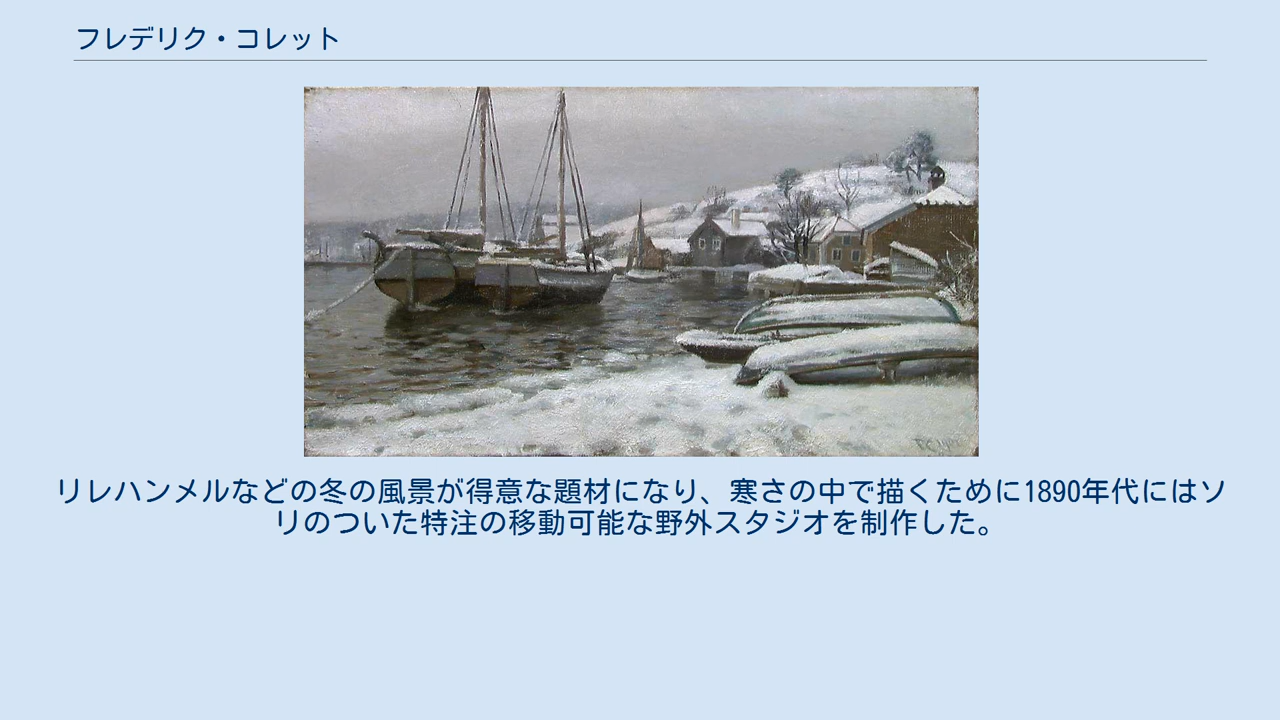 フレデリク・コレット
リレハンメルなどの冬の風景が得意な題材になり、寒さの中で描くために1890年代にはソ
リのついた特注の移動可能な野外スタジオを制作した。